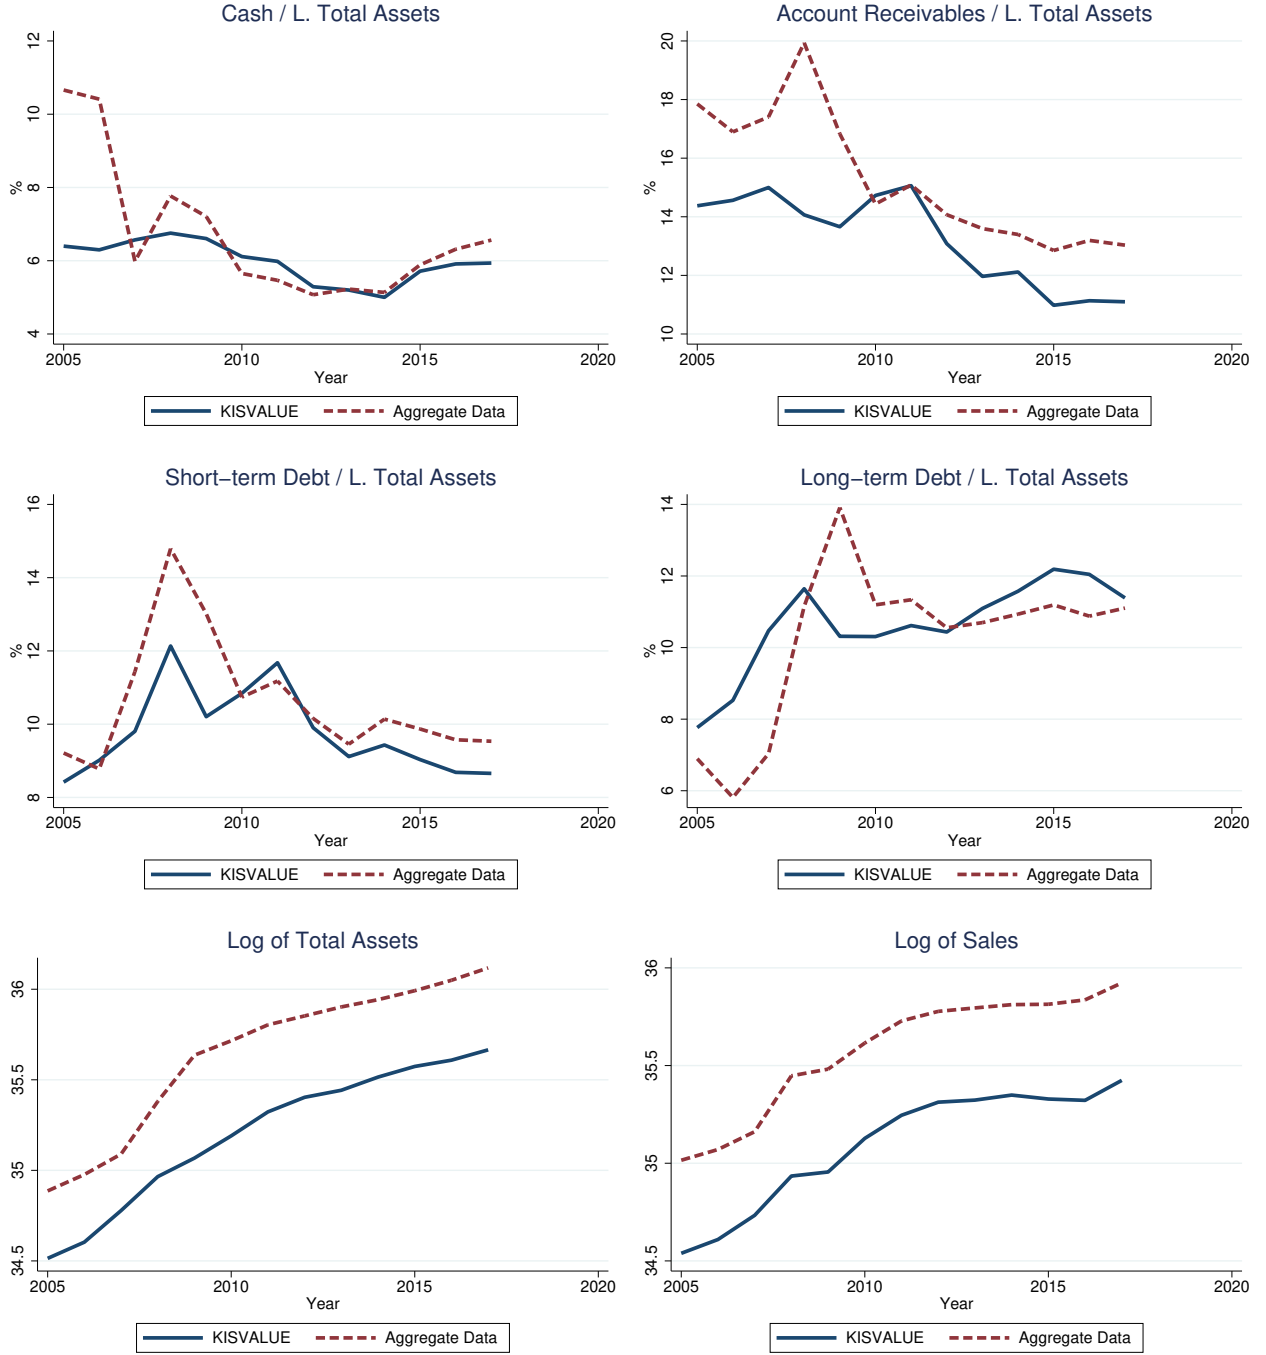 Cash / L. Total Assets
12
10
8
6
4
%
2005
2010
2015
2020
Year
KISVALUE
Aggregate Data
Account Receivables / L. Total Assets
20
18
16
14
12
10
%
2005
2010
2015
2020
Year
KISVALUE
Aggregate Data
Short−term Debt / L. Total Assets
16
14
12
10
8
%
2005
2010
2015
2020
Year
KISVALUE
Aggregate Data
Long−term Debt / L. Total Assets
14
12
10
8
6
%
2005
2010
2015
2020
Year
KISVALUE
Aggregate Data
Log of Total Assets
36
35.5
35
34.5
2005
2010
2015
2020
Year
KISVALUE
Aggregate Data
Log of Sales
36
35.5
35
34.5
2005
2010
2015
2020
Year
KISVALUE
Aggregate Data